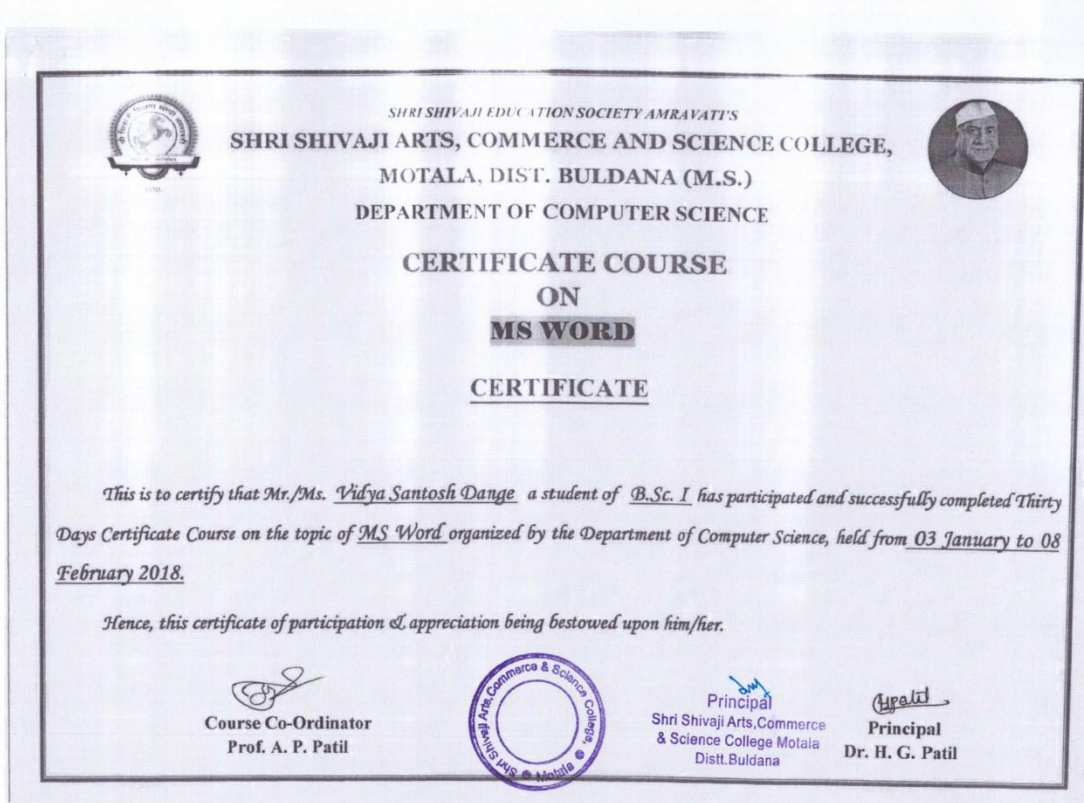 SHRI SHIVAJI EDUCATION SOCIETY AMRAVATI'S
SHRI SHIVAJI ARTS, COMMERCE AND SCIENCE COLLEGE,
MOTALA, DIST. BULDANA (M.S.)
DEPARTMENT OF COMPUTER SCIENCE
CERTIFICATE COURSE
ON
MS WORD
CERTIFICATE
This is to certify that Mr./Ms. Vidya Santosh Dange a student of B.Sc. I has participated and successfully completed Thirty
Days Certificate Course on the topic of MS Word organized by the Department of Computer Science, held from 03 January to 08
February 2018.
Hence, this certificate of participation & appreciation being bestowed upon him/her.
Course Co-Ordinator
Prof. A. P. Patil
Shri Shivaji Arts,Commerce & Science College,
Motala
Principal
Shri Shivaji Arts,Commerce
& Science College Motala
Distt.Buldana
Principal
Dr. H. G. Patil